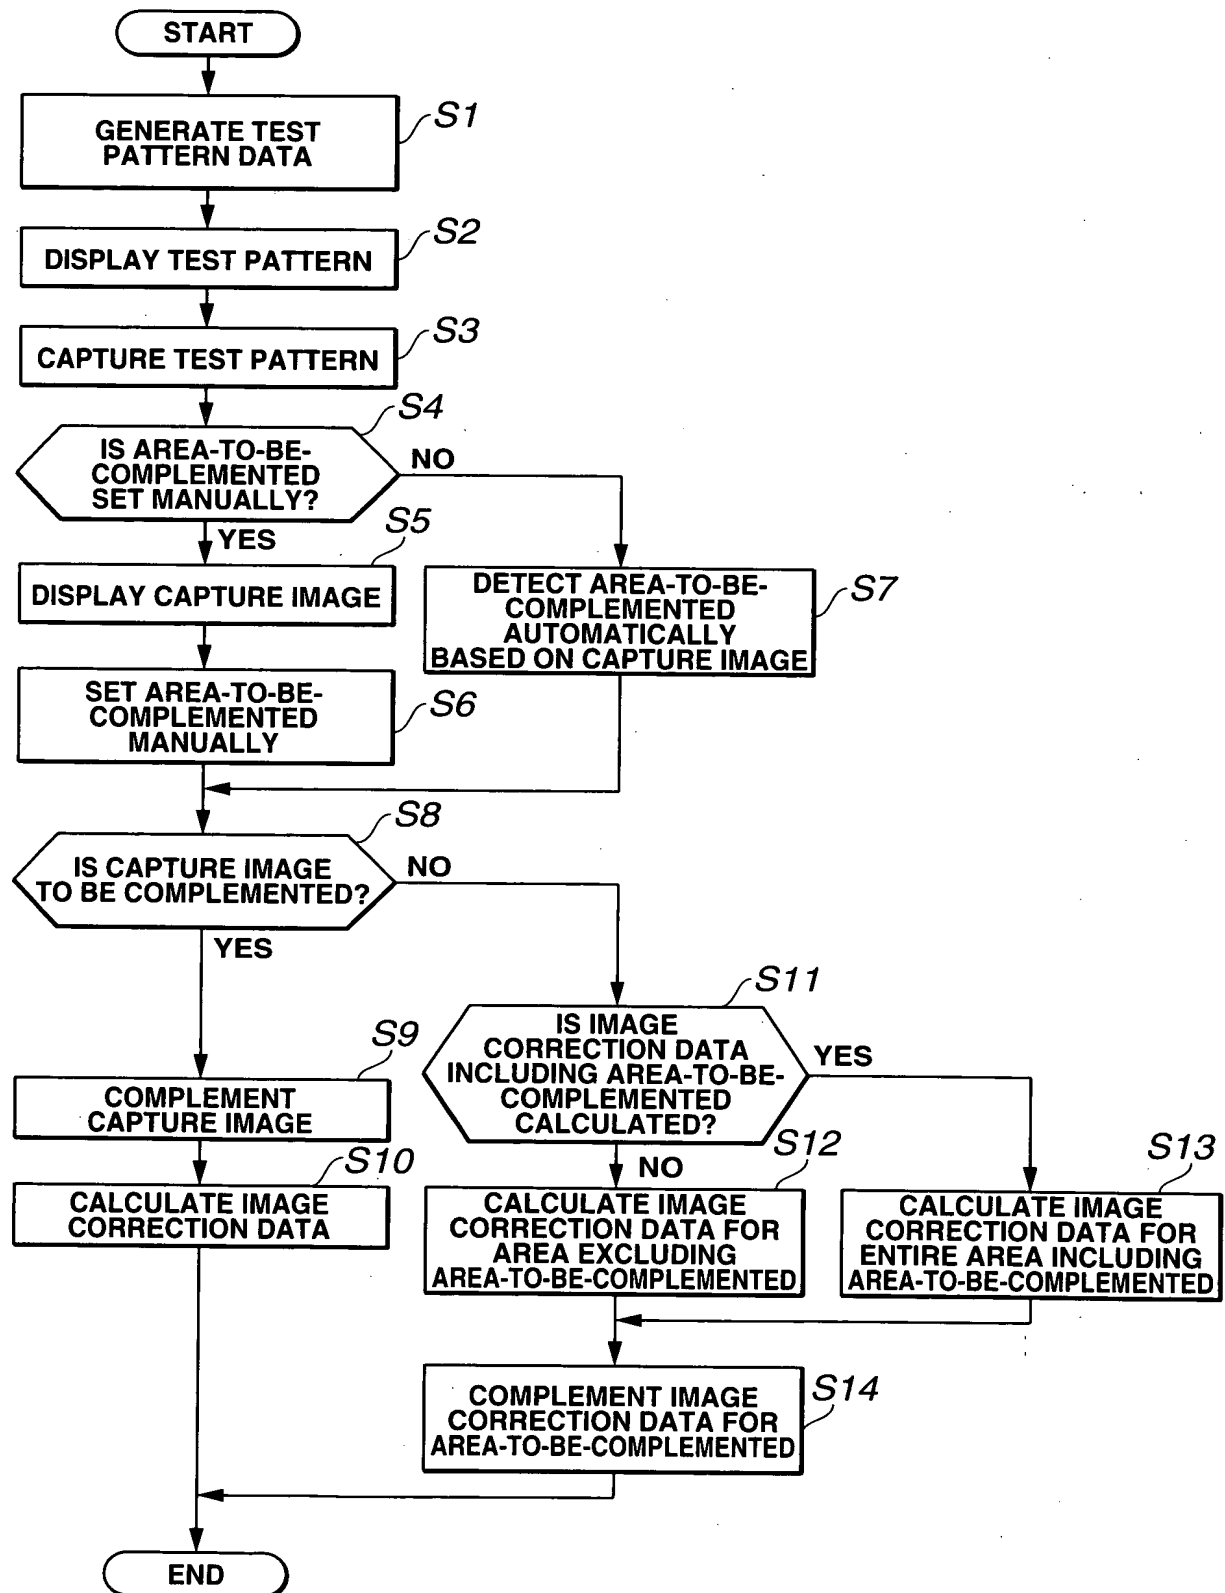 START
S1
GENERATE TEST
PATTERN DATA
S2
DISPLAY TEST PATTERN
S3
CAPTURE TEST PATTERN
S4
IS AREA-TO-BE-
COMPLEMENTED
SET MANUALLY?
NO
YES
S5
DISPLAY CAPTURE IMAGE
DETECT AREA-TO-BE-
COMPLEMENTED
AUTOMATICALLY
BASED ON CAPTURE IMAGE
S7
SET AREA-TO-BE-
COMPLEMENTED
MANUALLY
S6
S8
IS CAPTURE IMAGE
TO BE COMPLEMENTED?
NO
YES
S11
IS IMAGE
CORRECTION DATA
INCLUDING AREA-TO-BE-
COMPLEMENTED
CALCULATED?
YES
S9
COMPLEMENT
CAPTURE IMAGE
NO
S10
CALCULATE IMAGE
CORRECTION DATA
S12
CALCULATE IMAGE
CORRECTION DATA FOR
AREA EXCLUDING
AREA-TO-BE-COMPLEMENTED
S13
CALCULATE IMAGE
CORRECTION DATA FOR
ENTIRE AREA INCLUDING
AREA-TO-BE-COMPLEMENTED
S14
COMPLEMENT IMAGE
CORRECTION DATA FOR
AREA-TO-BE-COMPLEMENTED
END